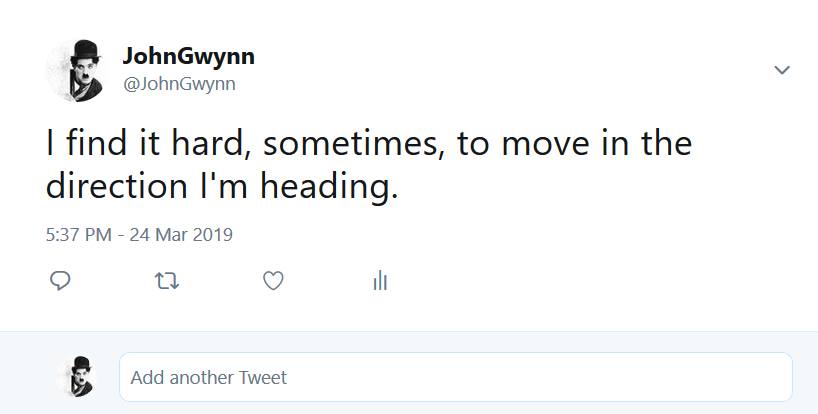 JohnGwynn
@JohnGwynn
I find it hard, sometimes, to move in the
direction I'm heading.
5:37 PM - 24 Mar 2019
Add another Tweet